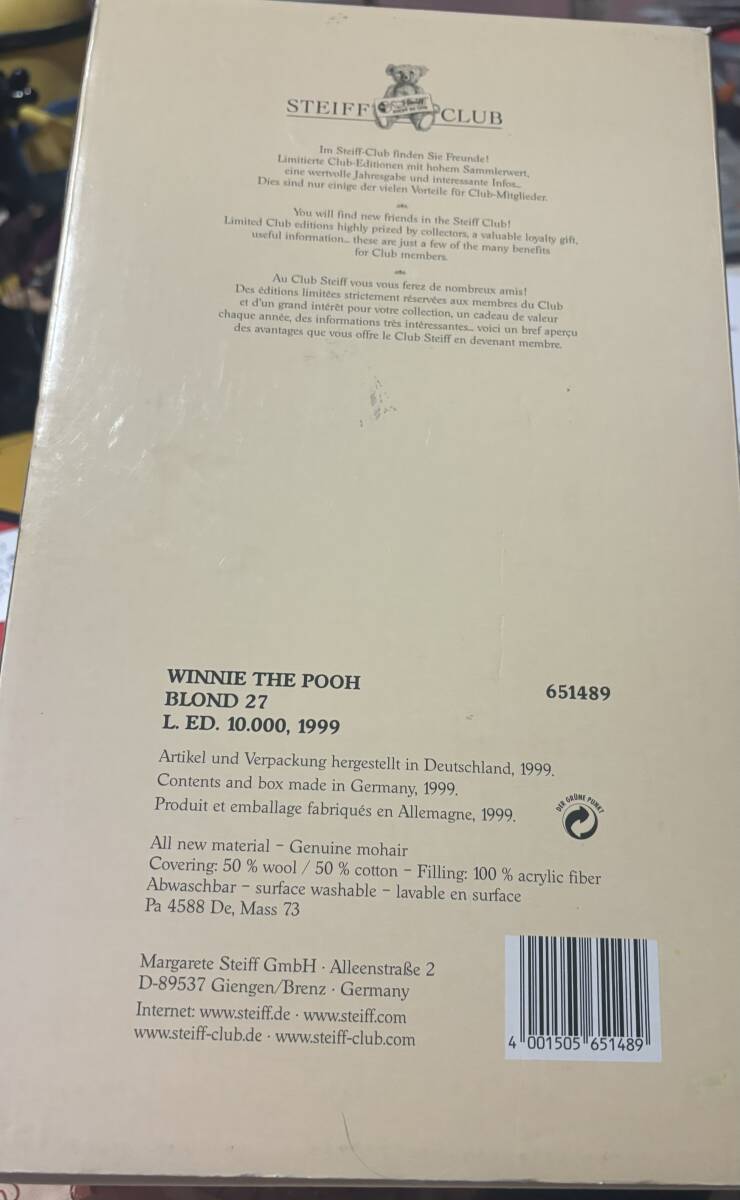 STEIFF CLUB
Im Steiff-Club finden Sie Freunde!
Limitierte Club-Editionen mit hohem Sammlerwert,
eine wertvolle Jahresgabe und interessante Infos...
Dies sind nur einige der vielen Vorteile für Club-Mitglieder.
You will find new friends in the Steiff Club!
Limited Club editions highly prized by collectors, a valuable loyalty gift,
useful information... these are just a few of the many benefits
for Club members.
Au Club Steiff vous vous ferez de nombreux amis!
Des éditions limitées strictement réservées aux membres du Club
et d'un grand intérêt pour votre collection, un cadeau de valeur
chaque année, des informations très intéressantes... voici un bref aperçu
des avantages que vous offre le Club Steiff en devenant membre.
WINNIE THE POOH
BLOND 27
L. ED. 10.000, 1999
651489
Artikel und Verpackung hergestellt in Deutschland, 1999.
Contents and box made in Germany, 1999.
Produit et emballage fabriqués en Allemagne, 1999.
DER GRÜNE PUNKT
All new material – Genuine mohair
Covering: 50 % wool / 50 % cotton – Filling: 100 % acrylic fiber
Abwaschbar – surface washable – lavable en surface
Pa 4588 De, Mass 73
Margarete Steiff GmbH · Alleenstraße 2
D-89537 Giengen/Brenz · Germany
Internet: www.steiff.de · www.steiff.com
www.steiff-club.de · www.steiff-club.com
4 001505 651489